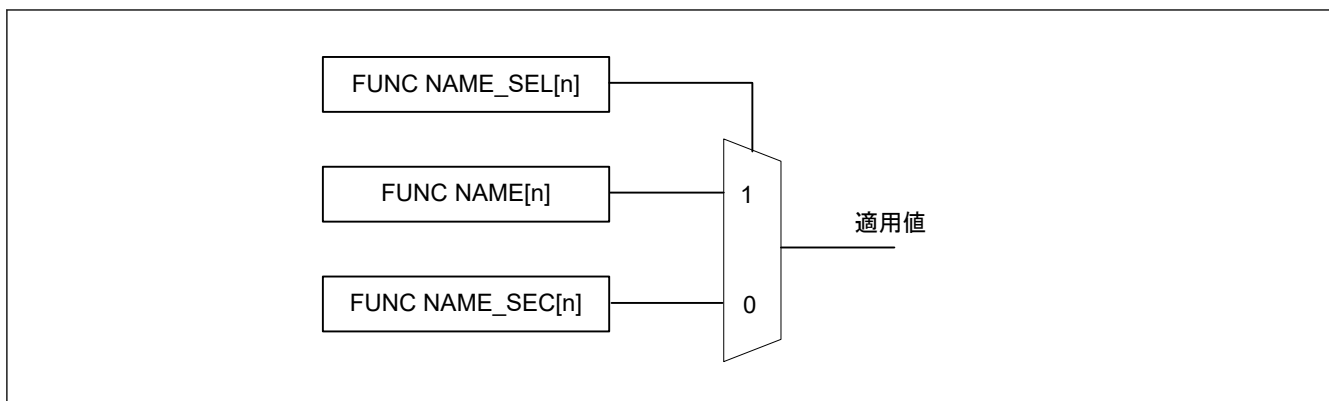 FUNC NAME_SEL[n]
FUNC NAME[n]
1
適用値
FUNC NAME_SEC[n]
0